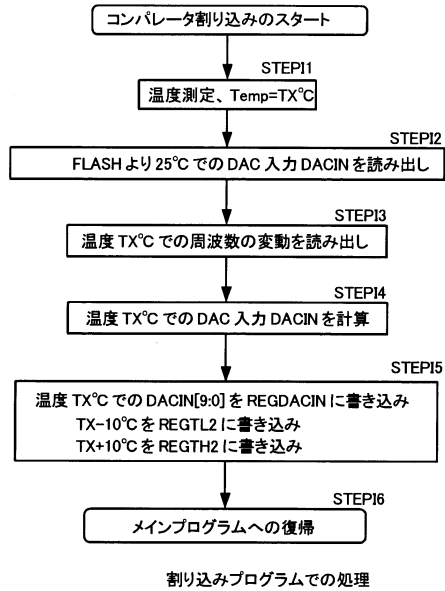 コンパレータ割り込みのスタート
STEPI1
温度測定、Temp=TX℃
STEPI2
FLASHより25℃でのDAC入力DACINを読み出し
STEPI3
温度TX℃での周波数の変動を読み出し
STEPI4
温度TX℃でのDAC入力DACINを計算
STEPI5
温度TX℃でのDACIN[9:0]をREGDACINに書き込み
TX-10℃をREGTL2に書き込み
TX+10℃をREGTH2に書き込み
STEPI6
メインプログラムへの復帰
割り込みプログラムでの処理